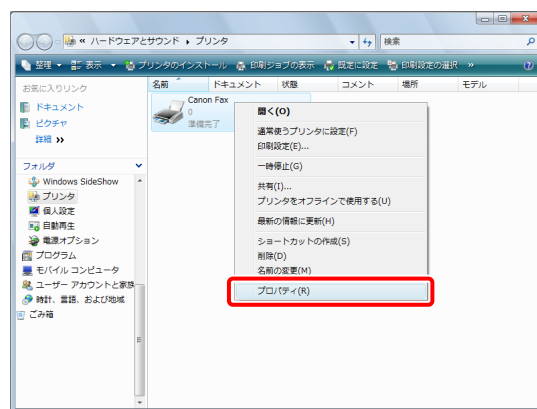 « ハードウェアとサウンド ▸ プリンタ
検索
整理 表示 プリンタのインストール 印刷ジョブの表示 既定に設定 印刷設定の選択 »
お気に入りリンク
ドキュメント
ピクチャ
詳細 »
フォルダ
Windows SideShow
プリンタ
個人設定
自動再生
電源オプション
プログラム
モバイル コンピュータ
ユーザー アカウントと家族
時計、言語、および地域
ごみ箱
名前 ドキュメント 状態 コメント 場所 モデル
Canon Fax
0
準備完了
開く(O)
通常使うプリンタに設定(F)
印刷設定(E)...
一時停止(G)
共有(I)...
プリンタをオフラインで使用する(U)
最新の情報に更新(H)
ショートカットの作成(S)
削除(D)
名前の変更(M)
プロパティ(R)